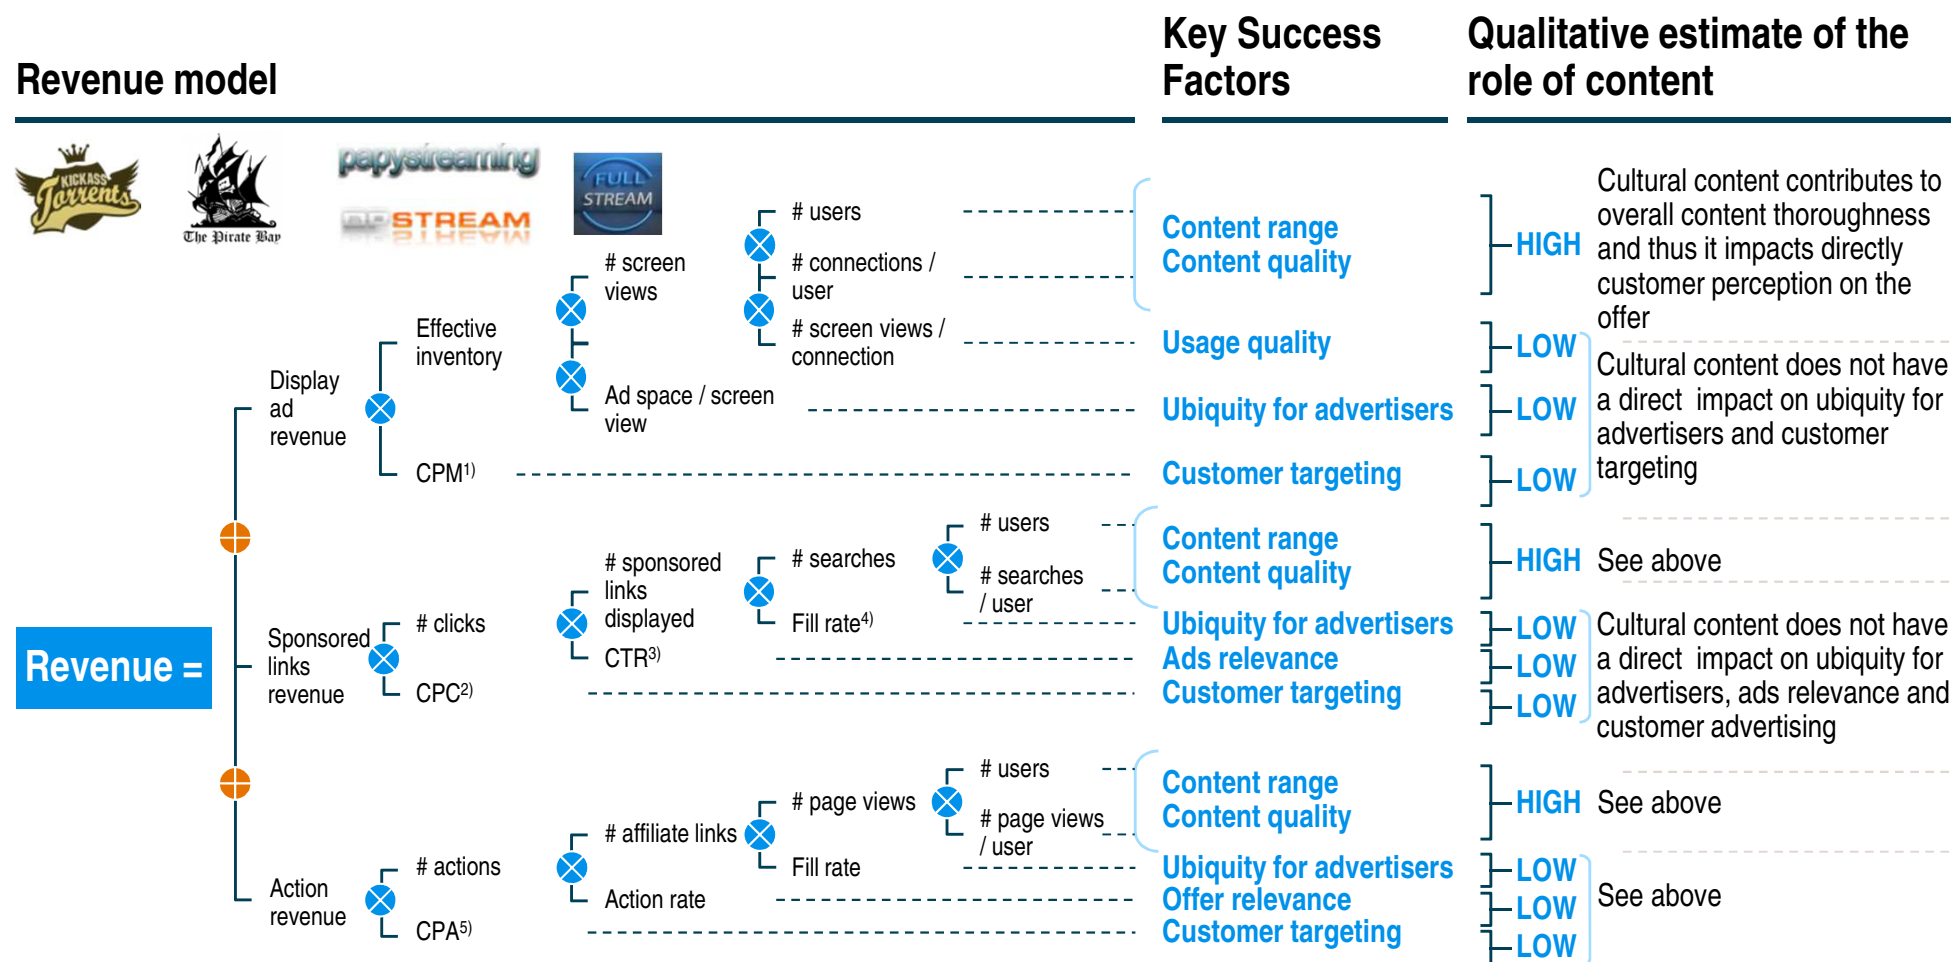 Revenue model
Key Success
Factors
Qualitative estimate of the
role of content
KICKASS
Torrents
The Pirate Bay
papystreaming
DPSTREAM
FULL
STREAM
# users
# connections /
user
# screen views /
connection
# screen
views
Ad space / screen
view
Effective
inventory
CPM1)
Display
ad
revenue
Content range
Content quality
HIGH
Cultural content contributes to
overall content thoroughness
and thus it impacts directly
customer perception on the
offer
Usage quality
LOW
Ubiquity for advertisers
LOW
Customer targeting
LOW
Cultural content does not have
a direct impact on ubiquity for
advertisers and customer
targeting
Revenue =
Sponsored
links
revenue
# clicks
CPC2)
# sponsored
links
displayed
CTR3)
# searches
Fill rate4)
# users
# searches
/ user
Content range
Content quality
HIGH
See above
Ubiquity for advertisers
LOW
Ads relevance
LOW
Customer targeting
LOW
Cultural content does not have
a direct impact on ubiquity for
advertisers, ads relevance and
customer advertising
Action
revenue
# actions
CPA5)
# affiliate links
Action rate
# page views
Fill rate
# users
# page views
/ user
Content range
Content quality
HIGH
See above
Ubiquity for advertisers
LOW
Offer relevance
LOW
Customer targeting
LOW
See above